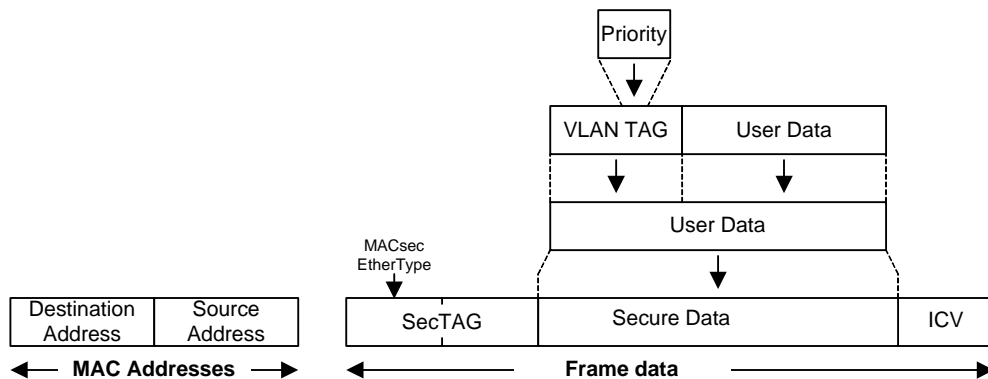 Priority
VLAN TAG
User Data
User Data
MACsec
EtherType
Destination
Address
Source
Address
SecTAG
Secure Data
ICV
MAC Addresses
Frame data